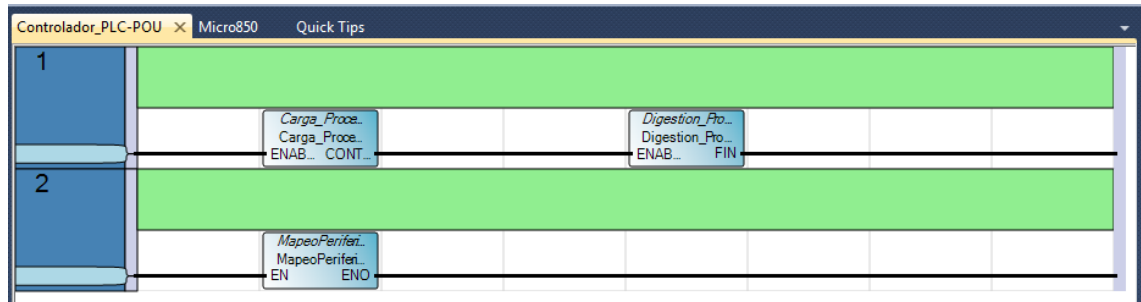 Controlador_PLC-POU Micro850 Quick Tips
1
Carga_Proce... Digestion_Pro...
Carga_Proce... Digestion_Pro...
ENAB... CONT... ENAB... FIN
2
MapeoPeriferi...
MapeoPeriferi...
EN ENO